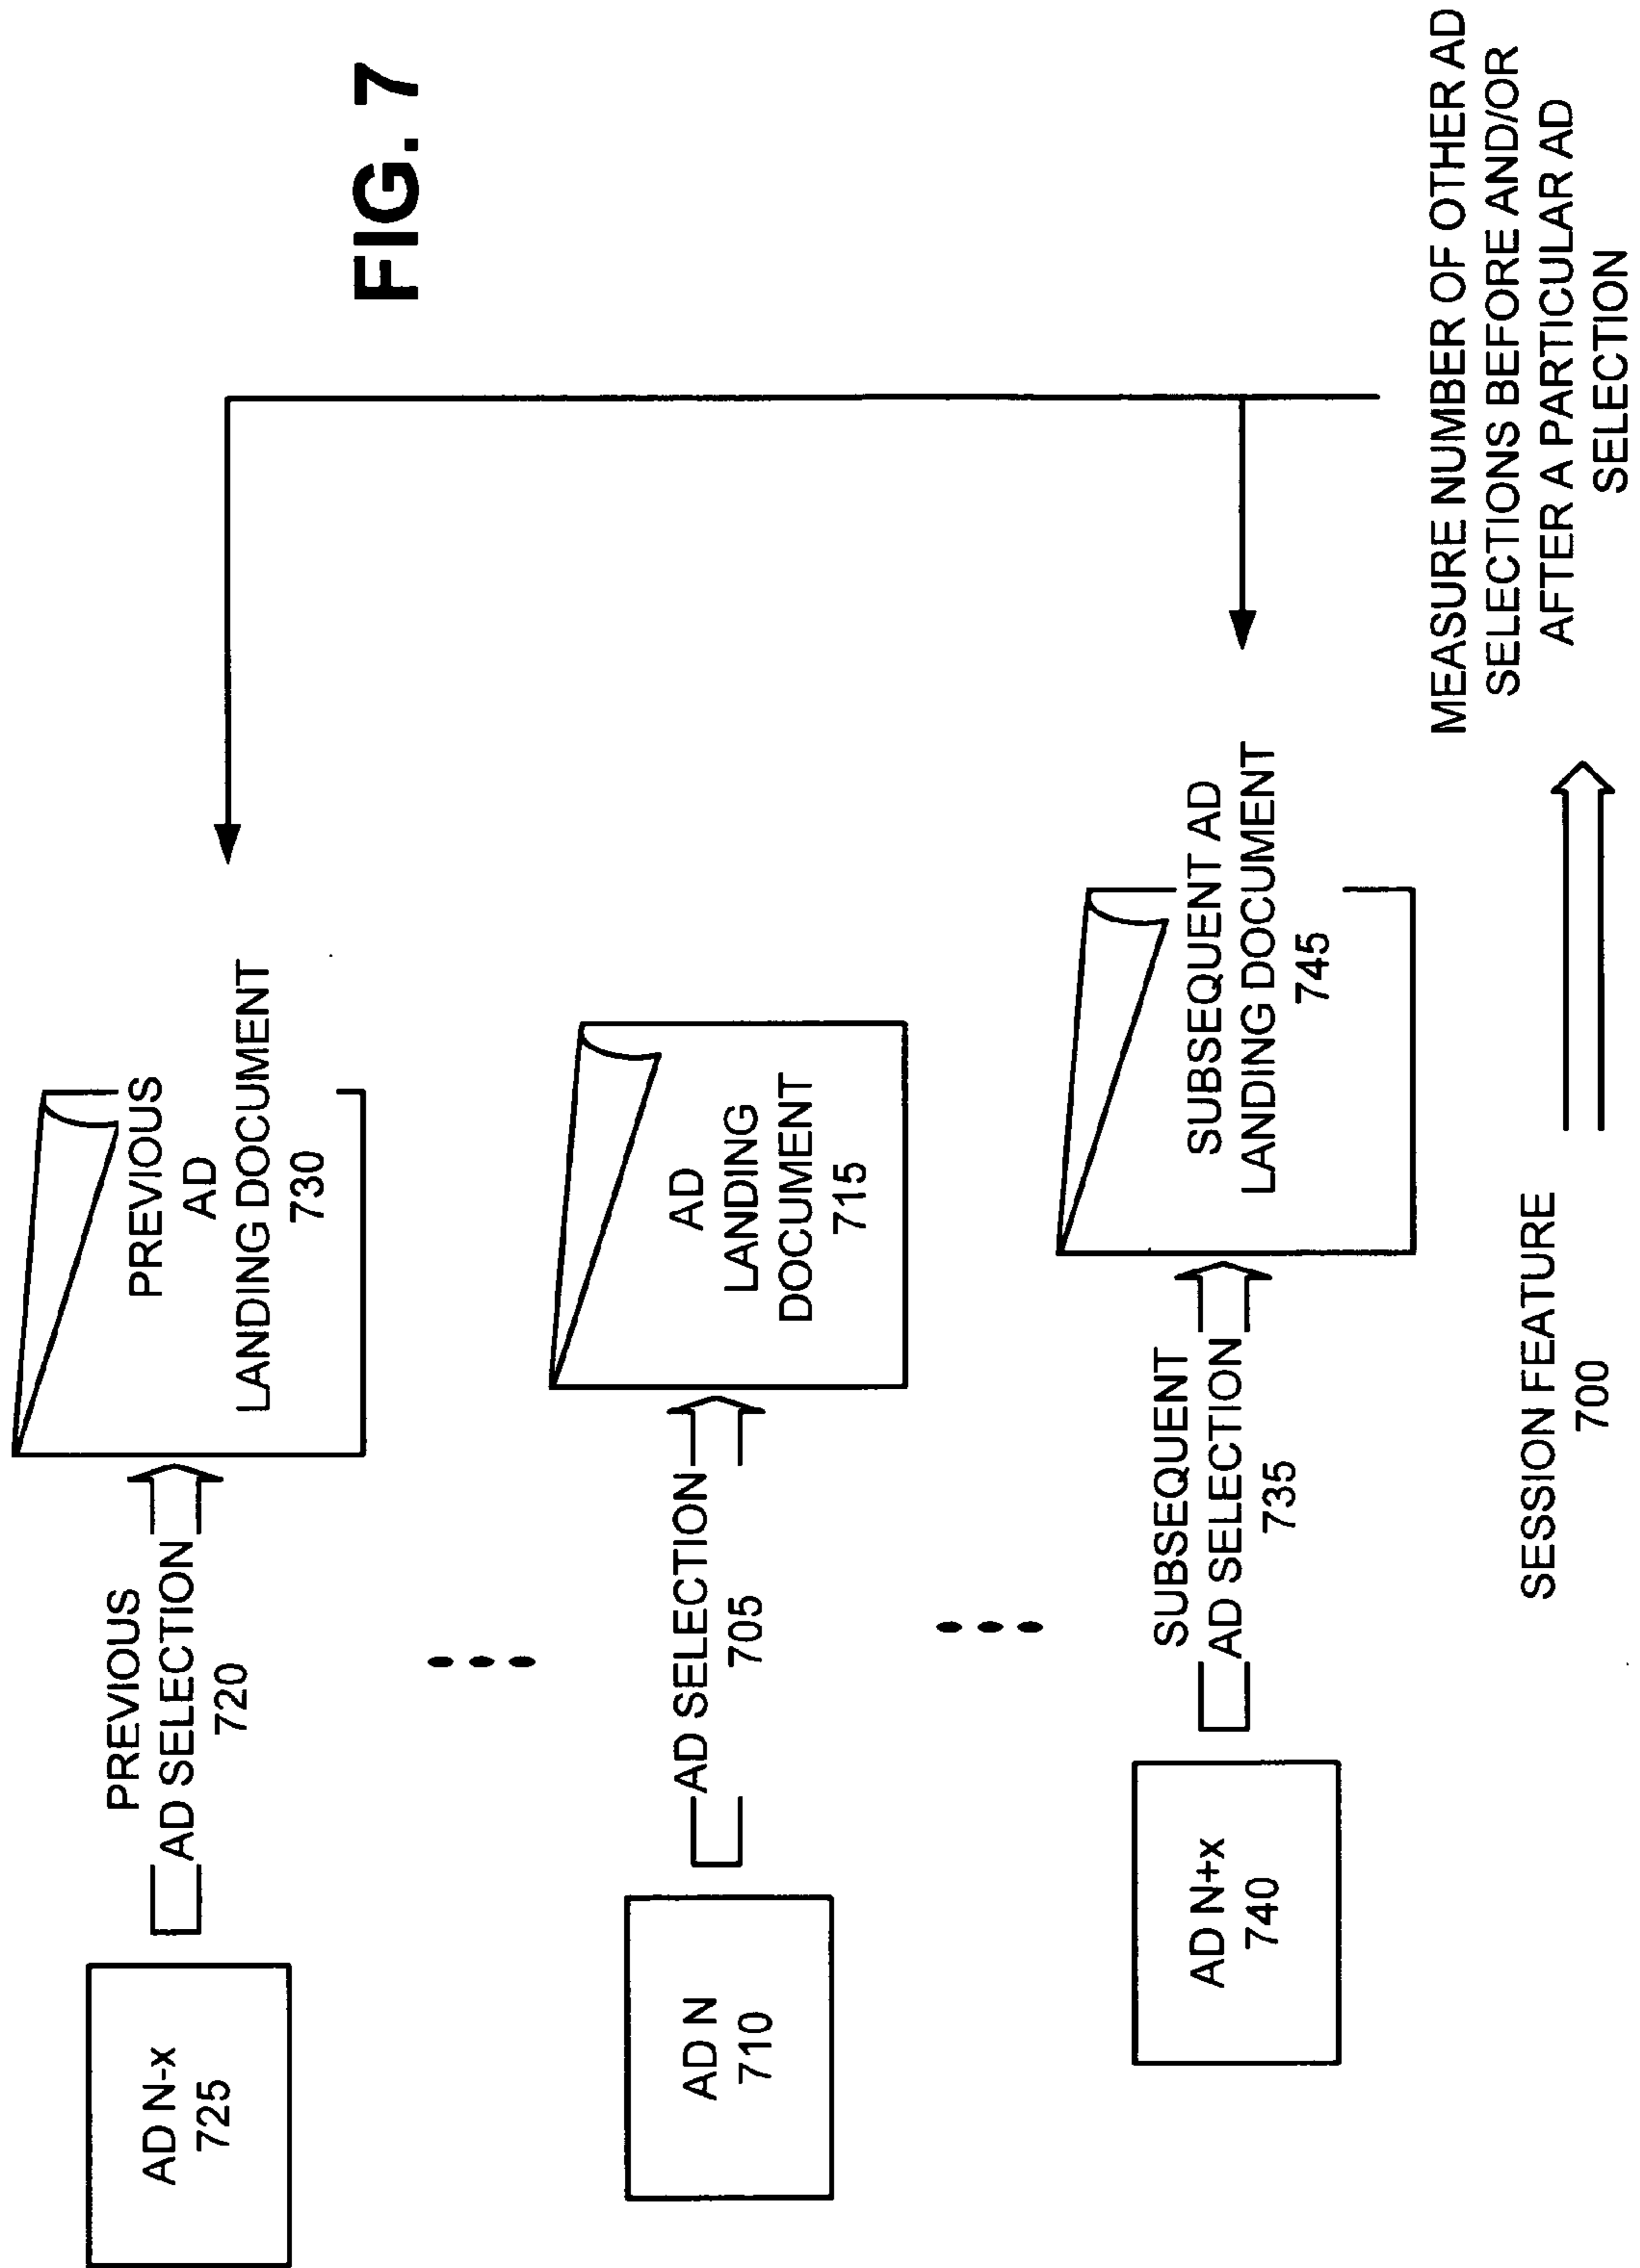 AD N-x
725
PREVIOUS
AD SELECTION
720
PREVIOUS
AD
LANDING DOCUMENT
730
AD N
710
AD SELECTION
705
AD
LANDING
DOCUMENT
715
AD N+x
740
SUBSEQUENT
AD SELECTION
735
SUBSEQUENT AD
LANDING DOCUMENT
745
SESSION FEATURE
700
MEASURE NUMBER OF OTHER AD
SELECTIONS BEFORE AND/OR
AFTER A PARTICULAR AD
SELECTION
FIG. 7